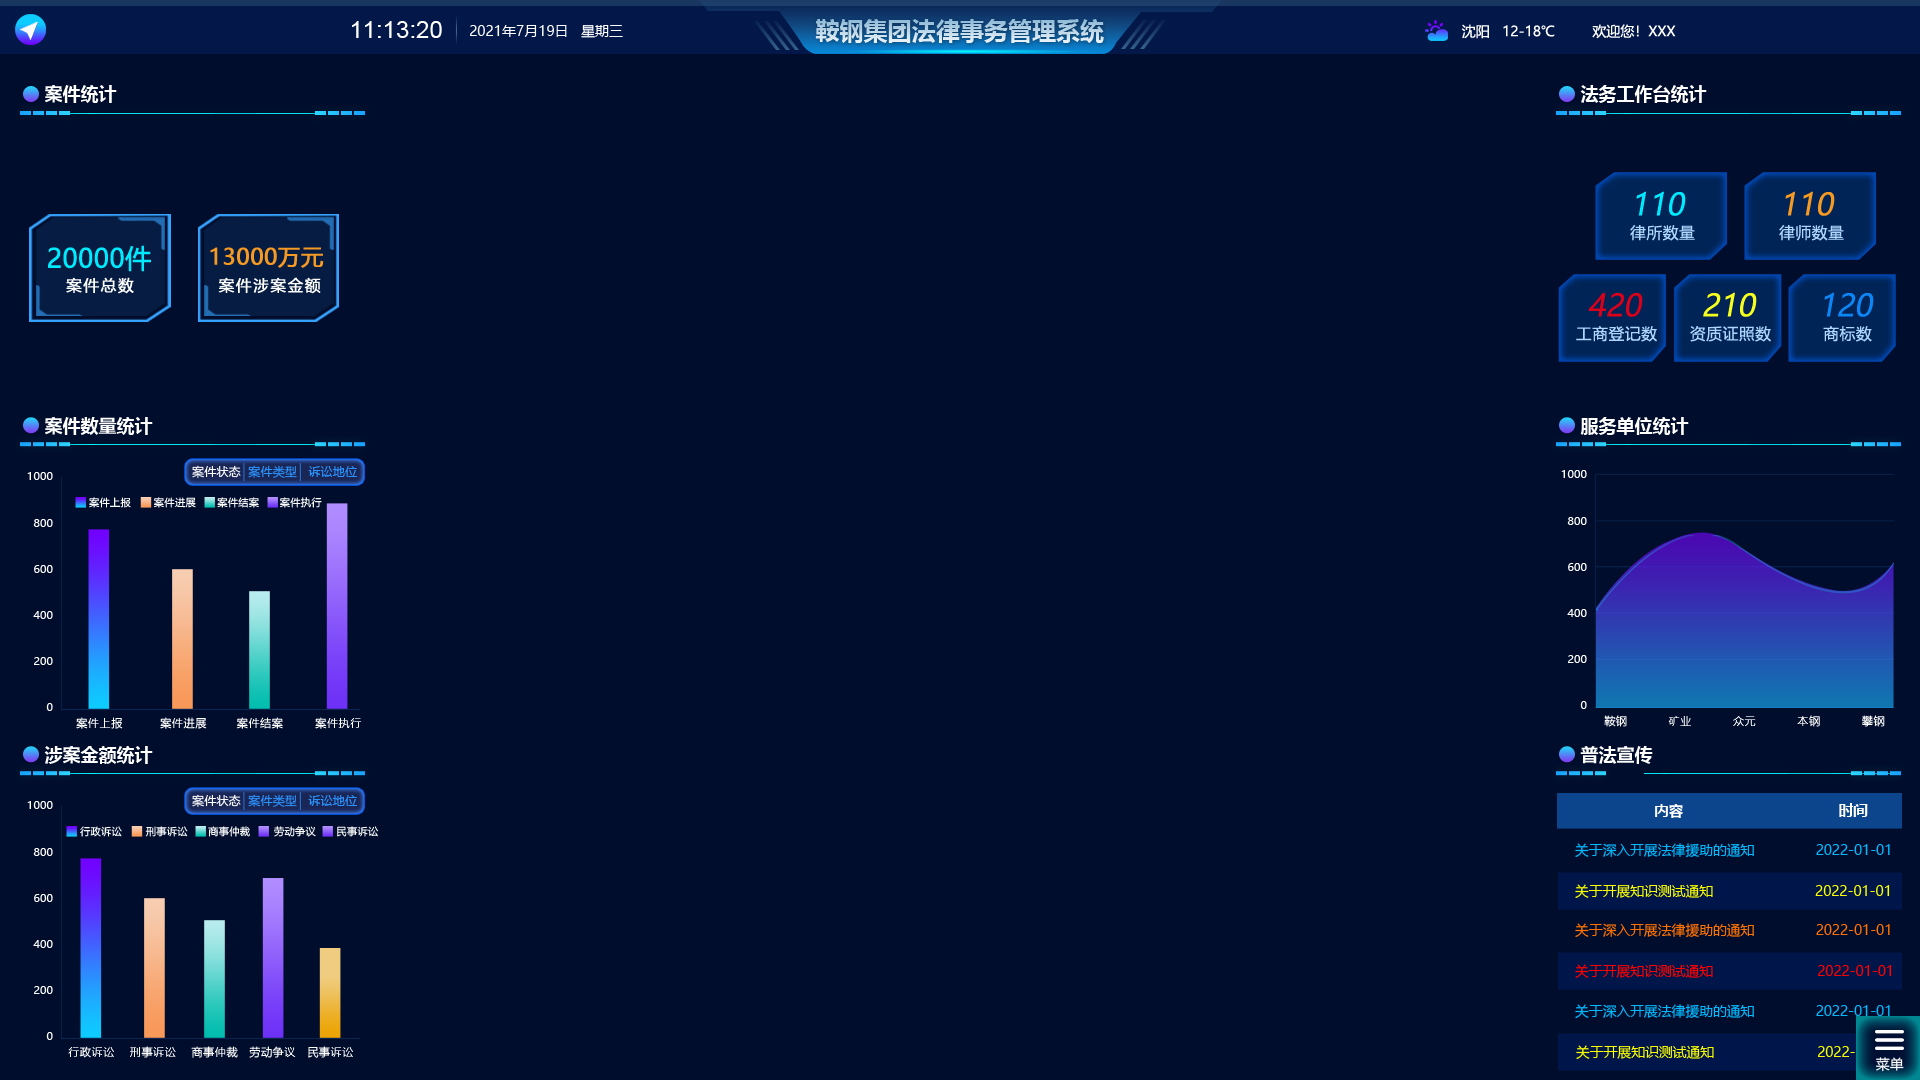 11:13:20 2021年7月19日 星期三
鞍钢集团法律事务管理系统
沈阳 12-18℃ 欢迎您！XXX
案件统计
20000件
案件总数
13000万元
案件涉案金额
案件数量统计
案件状态 案件类型 诉讼地位
案件上报 案件进展 案件结案 案件执行
1000
800
600
400
200
0
案件上报 案件进展 案件结案 案件执行
涉案金额统计
案件状态 案件类型 诉讼地位
行政诉讼 刑事诉讼 商事仲裁 劳动争议 民事诉讼
1000
800
600
400
200
0
行政诉讼 刑事诉讼 商事仲裁 劳动争议 民事诉讼
法务工作台统计
110
律所数量
110
律师数量
420
工商登记数
210
资质证照数
120
商标数
服务单位统计
1000
800
600
400
200
0
鞍钢 矿业 众元 本钢 攀钢
普法宣传
内容 时间
关于深入开展法律援助的通知 2022-01-01
关于开展知识测试通知 2022-01-01
关于深入开展法律援助的通知 2022-01-01
关于开展知识测试通知 2022-01-01
关于深入开展法律援助的通知 2022-01-01
关于开展知识测试通知 2022-
菜单